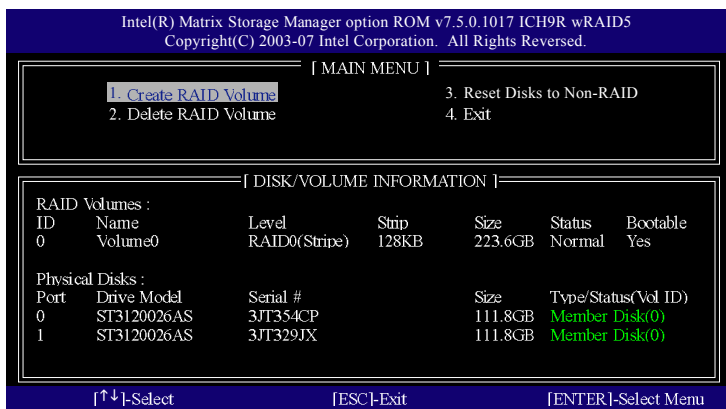 Intel(R) Matrix Storage Manager option ROM v7.5.0.1017 ICH9R wRAID5
Copyright(C) 2003-07 Intel Corporation. All Rights Reversed.
[ MAIN MENU ]
1. Create RAID Volume 3. Reset Disks to Non-RAID
2. Delete RAID Volume 4. Exit
[ DISK/VOLUME INFORMATION ]
RAID Volumes :
ID Name Level Strip Size Status Bootable
0 Volume0 RAID0(Stripe) 128KB 223.6GB Normal Yes
Physical Disks :
Port Drive Model Serial # Size Type/Status(Vol ID)
0 ST3120026AS 3JT354CP 111.8GB Member Disk(0)
1 ST3120026AS 3JT329JX 111.8GB Member Disk(0)
[↑↓]-Select [ESC]-Exit [ENTER]-Select Menu